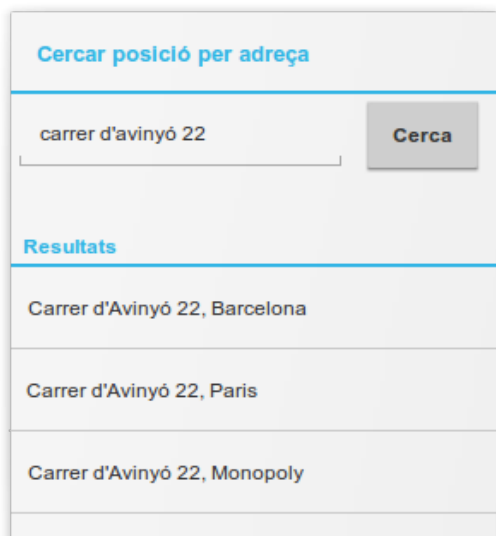 Cercar posició per adreça
carrer d'avinyó 22
Cerca
Resultats
Carrer d'Avinyó 22, Barcelona
Carrer d'Avinyó 22, Paris
Carrer d'Avinyó 22, Monopoly